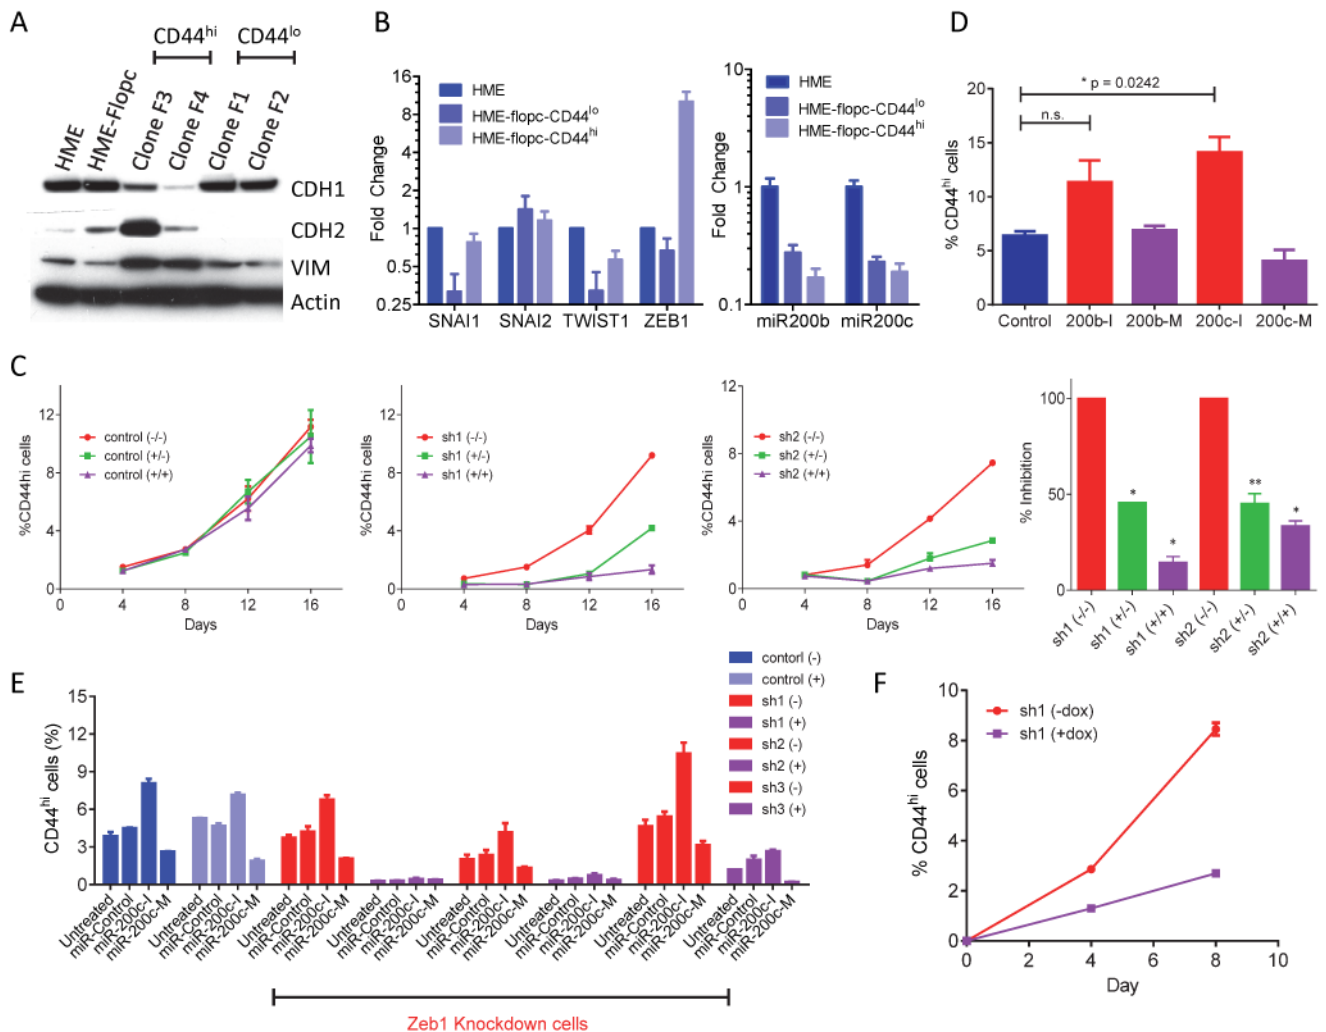 A
CD44hi
CD44lo
HME
HME-Flopc
Clone F3
Clone F4
Clone F1
Clone F2
CDH1
CDH2
VIM
Actin
B
16
8
4
2
1
0.5
0.25
Fold Change
HME
HME-flopc-CD44lo
HME-flopc-CD44hi
SNAI1
SNAI2
TWIST1
ZEB1
10
1
0.1
Fold Change
HME
HME-flopc-CD44lo
HME-flopc-CD44hi
miR200b
miR200c
D
* p = 0.0242
n.s.
20
15
10
5
0
% CD44hi cells
Control
200b-I
200b-M
200c-I
200c-M
C
%CD44hi cells
12
8
4
0
control (-/-)
control (+/-)
control (+/+)
0
4
8
12
16
Days
%CD44hi cells
12
8
4
0
sh1 (-/-)
sh1 (+/-)
sh1 (+/+)
0
4
8
12
16
Days
%CD44hi cells
12
8
4
0
sh2 (-/-)
sh2 (+/-)
sh2 (+/+)
0
4
8
12
16
Days
% Inhibition
100
50
0
*
*
**
*
sh1 (-/-)
sh1 (+/-)
sh1 (+/+)
sh2 (-/-)
sh2 (+/-)
sh2 (+/+)
E
CD44hi cells (%)
15
12
9
6
3
0
contorl (-)
control (+)
sh1 (-)
sh1 (+)
sh2 (-)
sh2 (+)
sh3 (-)
sh3 (+)
Untreated
miR-Control
miR-200c-I
miR-200c-M
Untreated
miR-Control
miR-200c-I
miR-200c-M
Untreated
miR-Control
miR-200c-I
miR-200c-M
Untreated
miR-Control
miR-200c-I
miR-200c-M
Untreated
miR-Control
miR-200c-I
miR-200c-M
Untreated
miR-Control
miR-200c-I
miR-200c-M
Untreated
miR-Control
miR-200c-I
miR-200c-M
Untreated
miR-Control
miR-200c-I
miR-200c-M
Zeb1 Knockdown cells
F
% CD44hi cells
10
8
6
4
2
0
sh1 (-dox)
sh1 (+dox)
0
2
4
6
8
10
Day